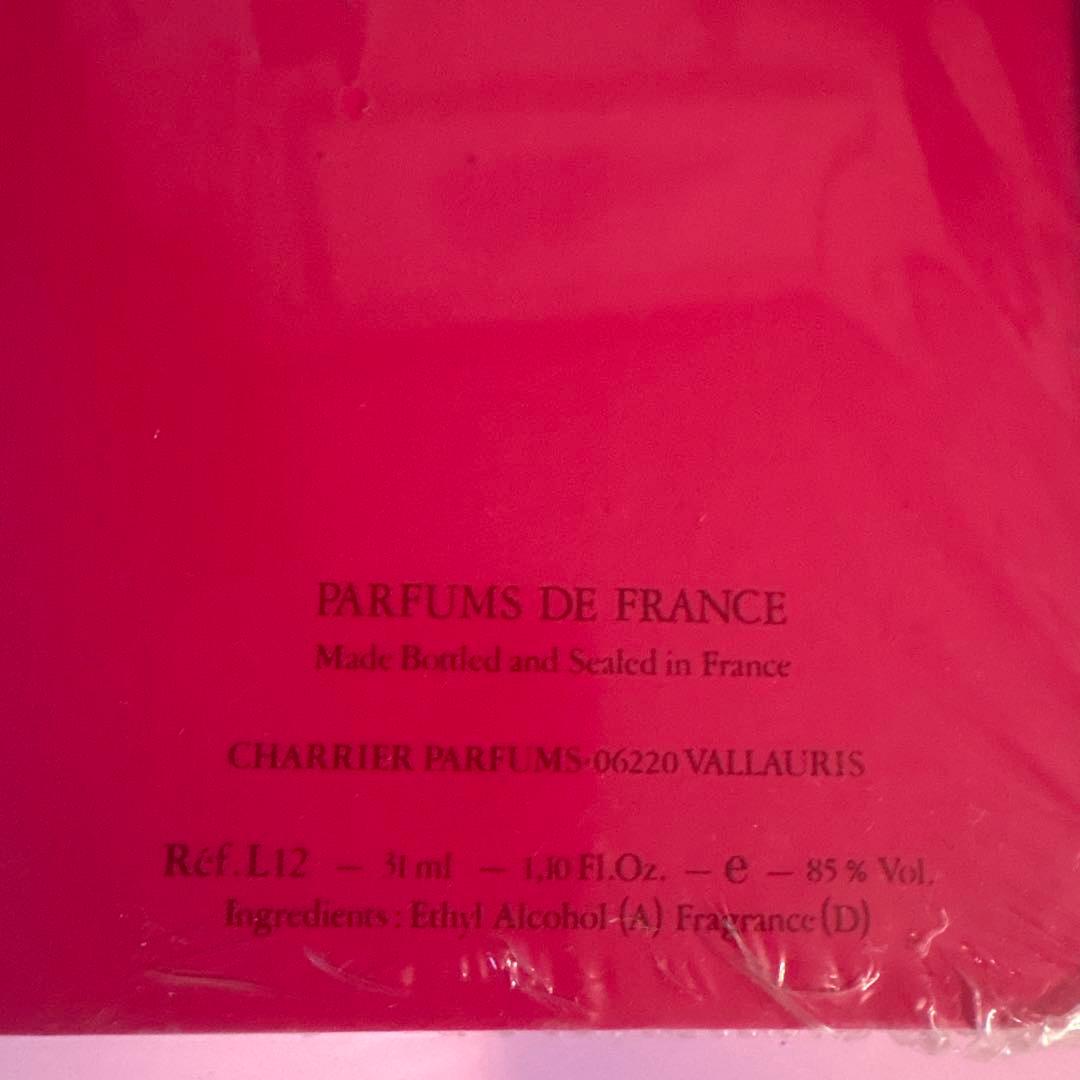 PARFUMS DE FRANCE
Made Bottled and Sealed in France
CHARRIER PARFUMS·06220 VALLAURIS
Réf. L12 — 31 ml — 1,10 Fl.Oz. — e — 85 % Vol.
Ingredients : Ethyl Alcohol (A) Fragrance (D)